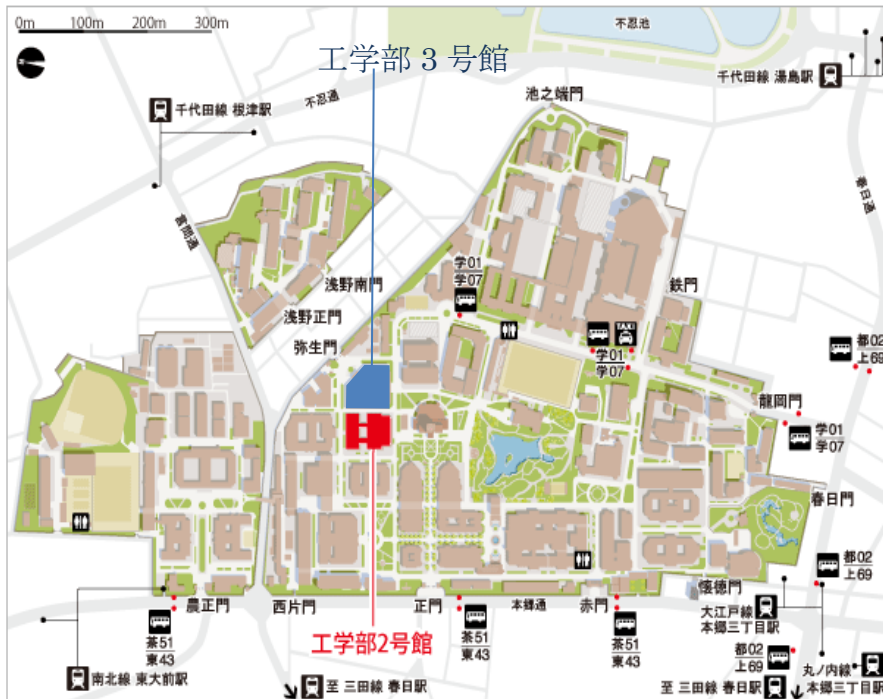 0m 100m 200m 300m
不忍池
工学部 3 号館
千代田線 湯島駅
池之端門
千代田線 根津駅
不忍通
春日通
言問通
学01
学07
浅野南門
鉄門
浅野正門
弥生門
TAXI
学01
学07
都02
上69
龍岡門
学01
学07
春日門
都02
上69
懐徳門
大江戸線
本郷三丁目駅
農正門
西片門
正門
本郷通
赤門
茶51
東43
工学部2号館
茶51
東43
茶51
東43
都02
上69
丸ノ内線
本郷三丁目駅
南北線 東大前駅
至 三田線 春日駅
至 三田線 春日駅